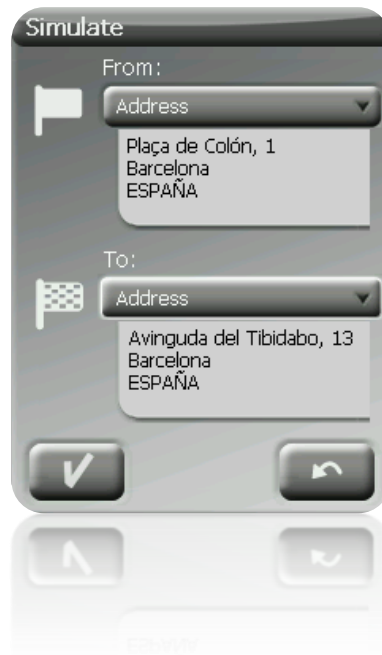 Simulate
From:
Address
Plaça de Colón, 1
Barcelona
ESPAÑA
To:
Address
Avinguda del Tibidabo, 13
Barcelona
ESPAÑA